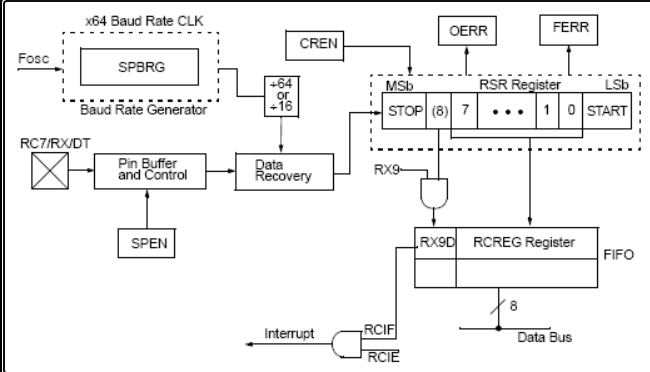 x64 Baud Rate CLK
Fosc
SPBRG
Baud Rate Generator
÷64
or
÷16
CREN
OERR
FERR
MSb
RSR Register
LSb
STOP
(8)
7
• • •
1
0
START
RC7/RX/DT
Pin Buffer
and Control
Data
Recovery
SPEN
RX9
RX9D
RCREG Register
FIFO
8
Data Bus
Interrupt
RCIF
RCIE